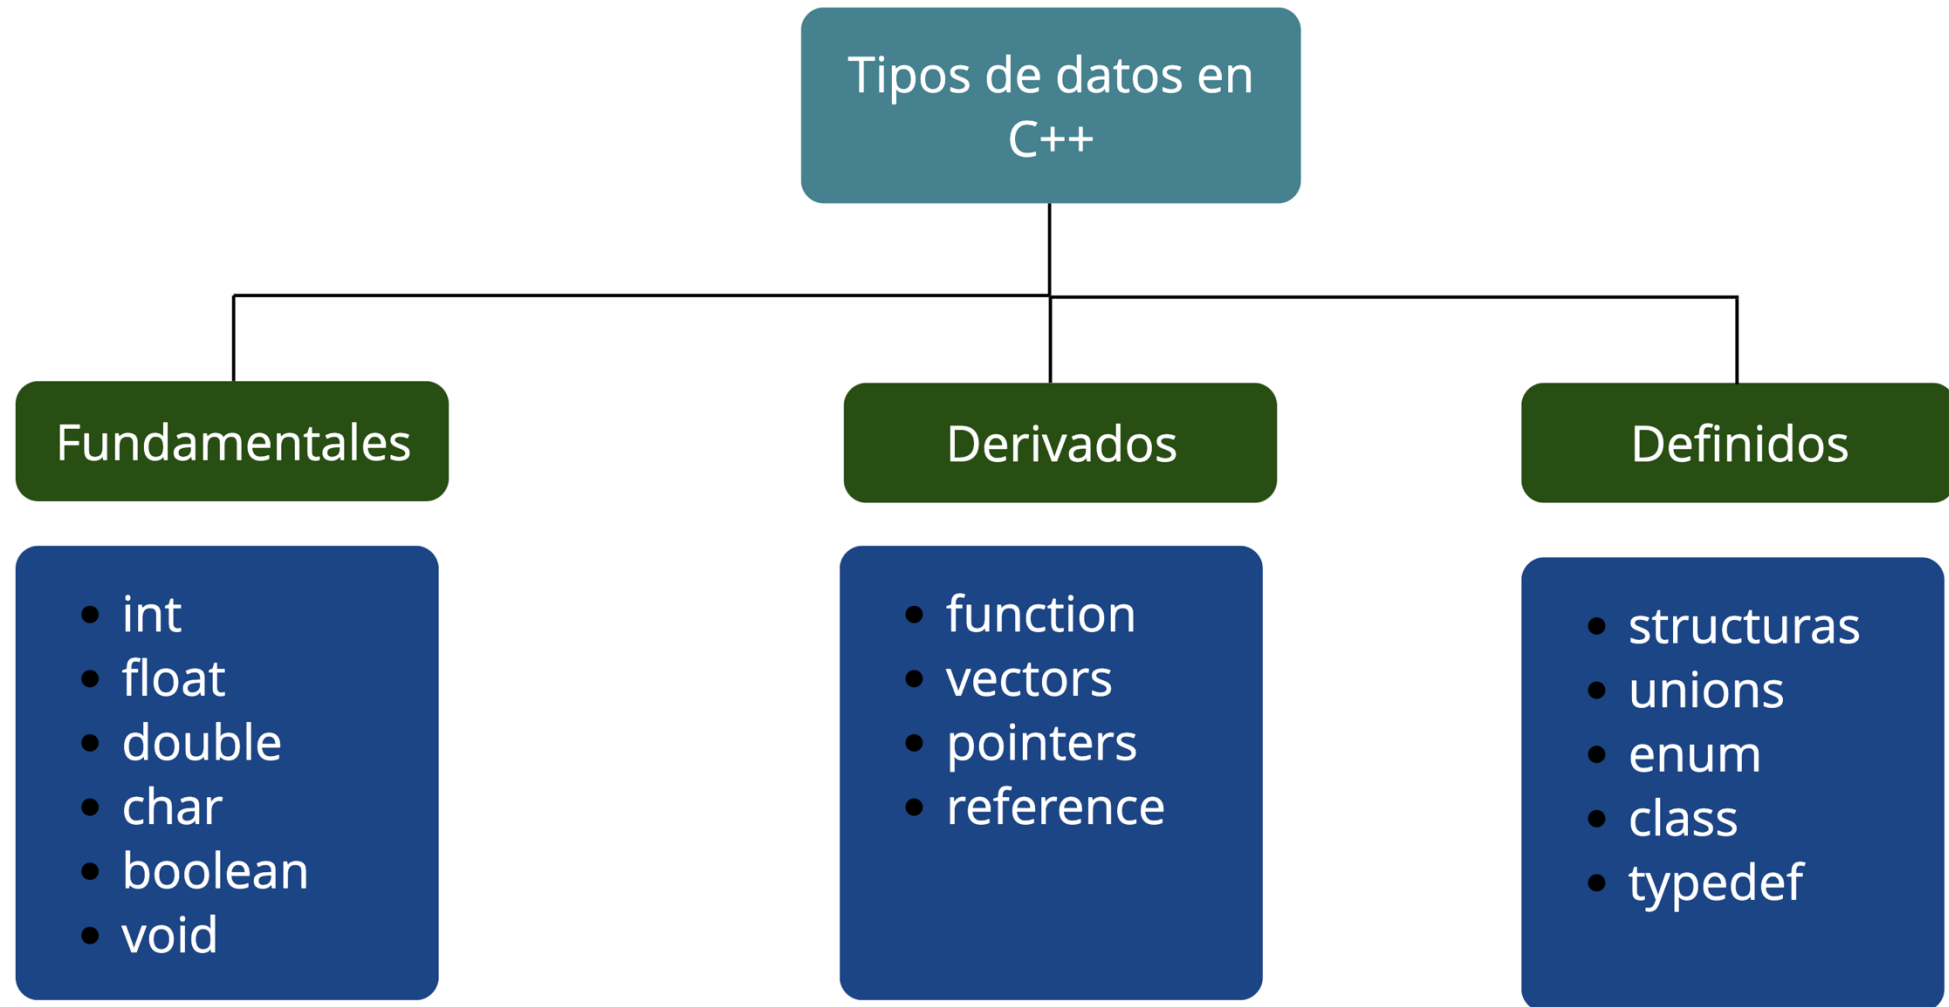 Tipos de datos en
C++
Fundamentales
Derivados
Definidos
int
float
double
char
boolean
void
function
vectors
pointers
reference
structuras
unions
enum
class
typedef